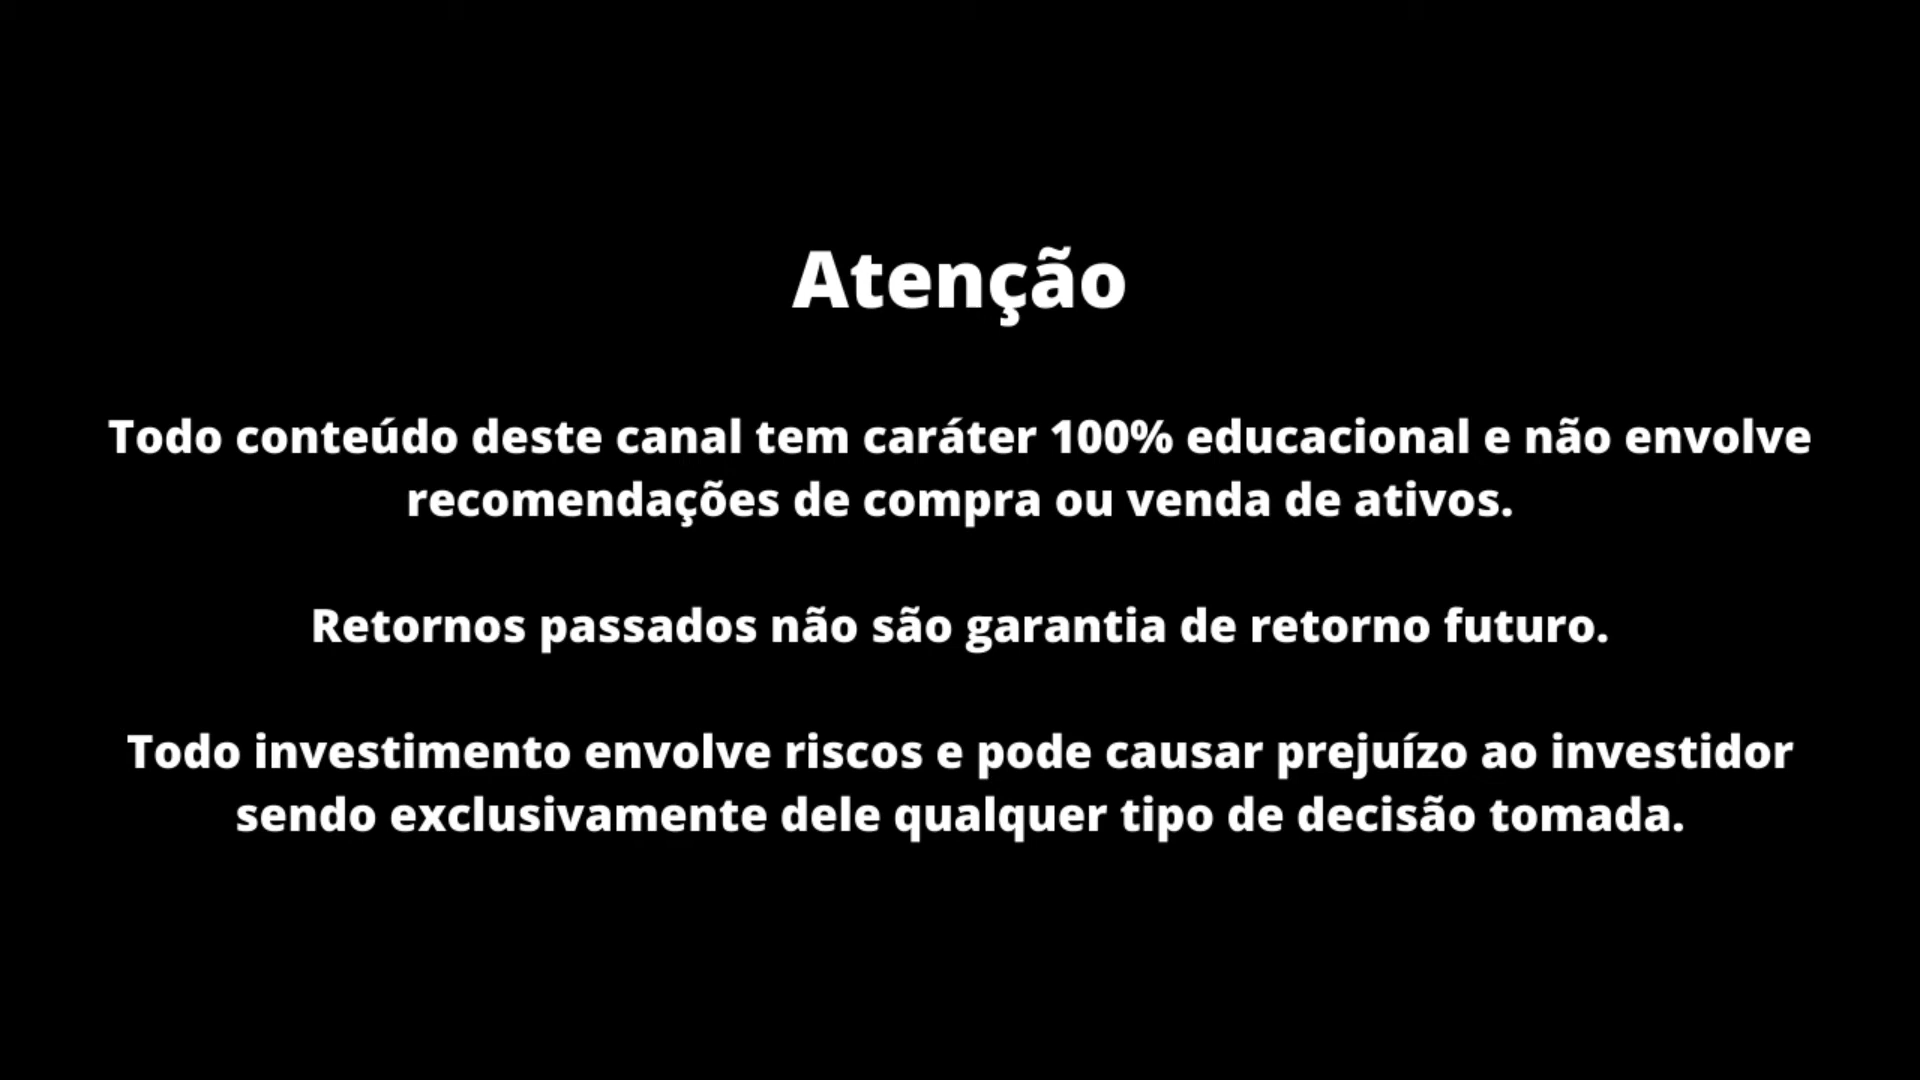 Atenção
Todo conteúdo deste canal tem caráter 100% educacional e não envolve
recomendações de compra ou venda de ativos.
Retornos passados não são garantia de retorno futuro.
Todo investimento envolve riscos e pode causar prejuízo ao investidor
sendo exclusivamente dele qualquer tipo de decisão tomada.